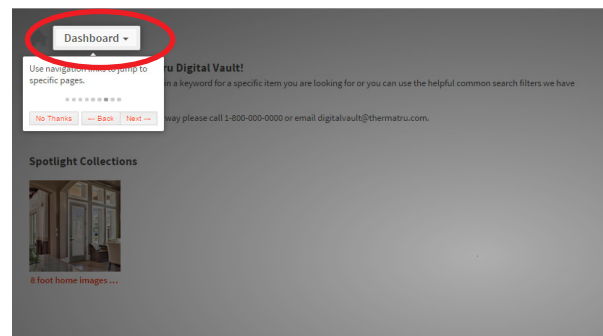 Dashboard
Use navigation links to jump to
specific pages.
No Thanks
← Back
Next →
ru Digital Vault!
n a keyword for a specific item you are looking for or you can use the helpful common search filters we have
way please call 1-800-000-0000 or email digitalvault@thermatru.com.
Spotlight Collections
8 foot home images ...